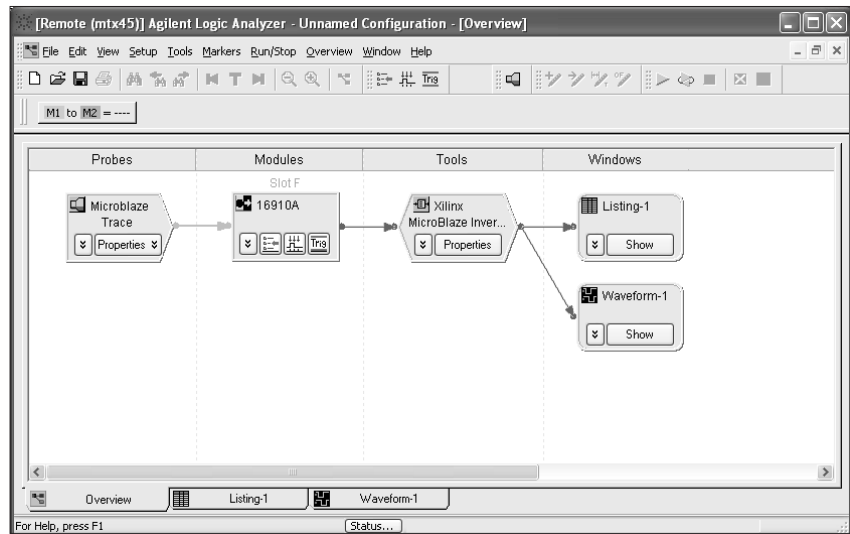 [Remote (mtx45)] Agilent Logic Analyzer - Unnamed Configuration - [Overview]
File Edit View Setup Tools Markers Run/Stop Overview Window Help
T Trig
M1 to M2 = ----
Probes Modules Tools Windows
Slot F
Microblaze Trace
Properties
16910A
Trig
Xilinx
MicroBlaze Inver...
Properties
Listing-1
Show
Waveform-1
Show
Overview Listing-1 Waveform-1
For Help, press F1 Status...